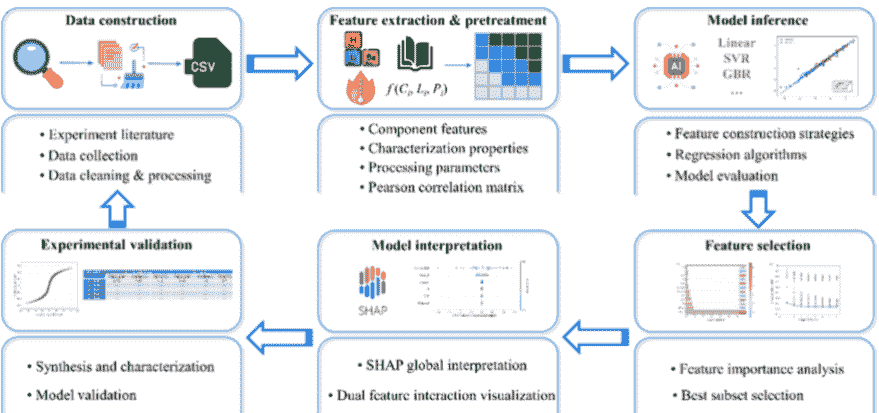 Data construction
CSV
• Experiment literature
• Data collection
• Data cleaning & processing
Feature extraction & pretreatment
f(Ci, Li, Pi)
• Component features
• Characterization properties
• Processing parameters
• Pearson correlation matrix
Model inference
AI
Linear
SVR
GBR
...
• Feature construction strategies
• Regression algorithms
• Model evaluation
Feature selection
• Feature importance analysis
• Best subset selection
Model interpretation
SHAP
• SHAP global interpretation
• Dual feature interaction visualization
Experimental validation
• Synthesis and characterization
• Model validation